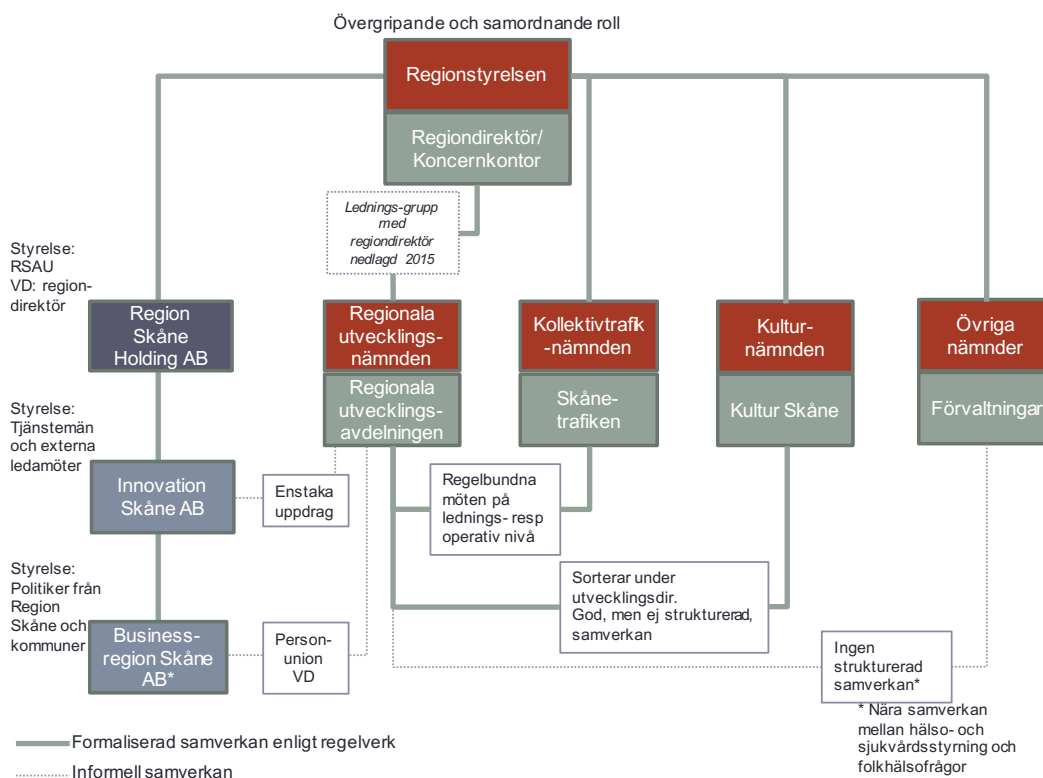 Övergripande och samordnande roll
Regionstyrelsen
Regiondirektör/
Koncernkontor
Lednings-grupp
med
regiondirektör
nedlagd 2015
Styrelse:
RSAU
VD: region-
direktör
Region
Skåne
Holding AB
Regionala
utvecklings-
nämnden
Kollektivtrafik
-nämnden
Kultur-
nämnden
Övriga
nämnder
Regionala
utvecklings-
avdelningen
Skåne-
trafiken
Kultur Skåne
Förvaltningar
Styrelse:
Tjänstemän
och externa
ledamöter
Innovation
Skåne AB
Enstaka
uppdrag
Regelbundna
möten på
lednings- resp
operativ nivå
Styrelse:
Politiker från
Region
Skåne och
kommuner
Business-
region Skåne
AB*
Person-
union
VD
Sorterar under
utvecklingsdir.
God, men ej strukturerad,
samverkan
Ingen
strukturerad
samverkan*
* Nära samverkan
mellan hälso- och
sjukvårdsstyrning och
folkhälsofrågor
Formaliserad samverkan enligt regelverk
Informell samverkan